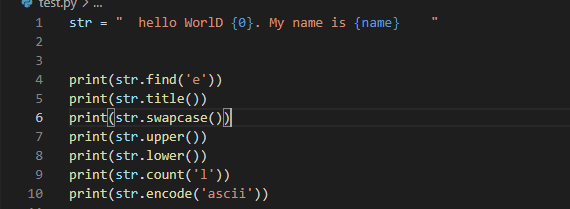 test.py > ...
1 str = "  hello WorlD {0}. My name is {name}    "
2
3
4 print(str.find('e'))
5 print(str.title())
6 print(str.swapcase())
7 print(str.upper())
8 print(str.lower())
9 print(str.count('l'))
10 print(str.encode('ascii'))